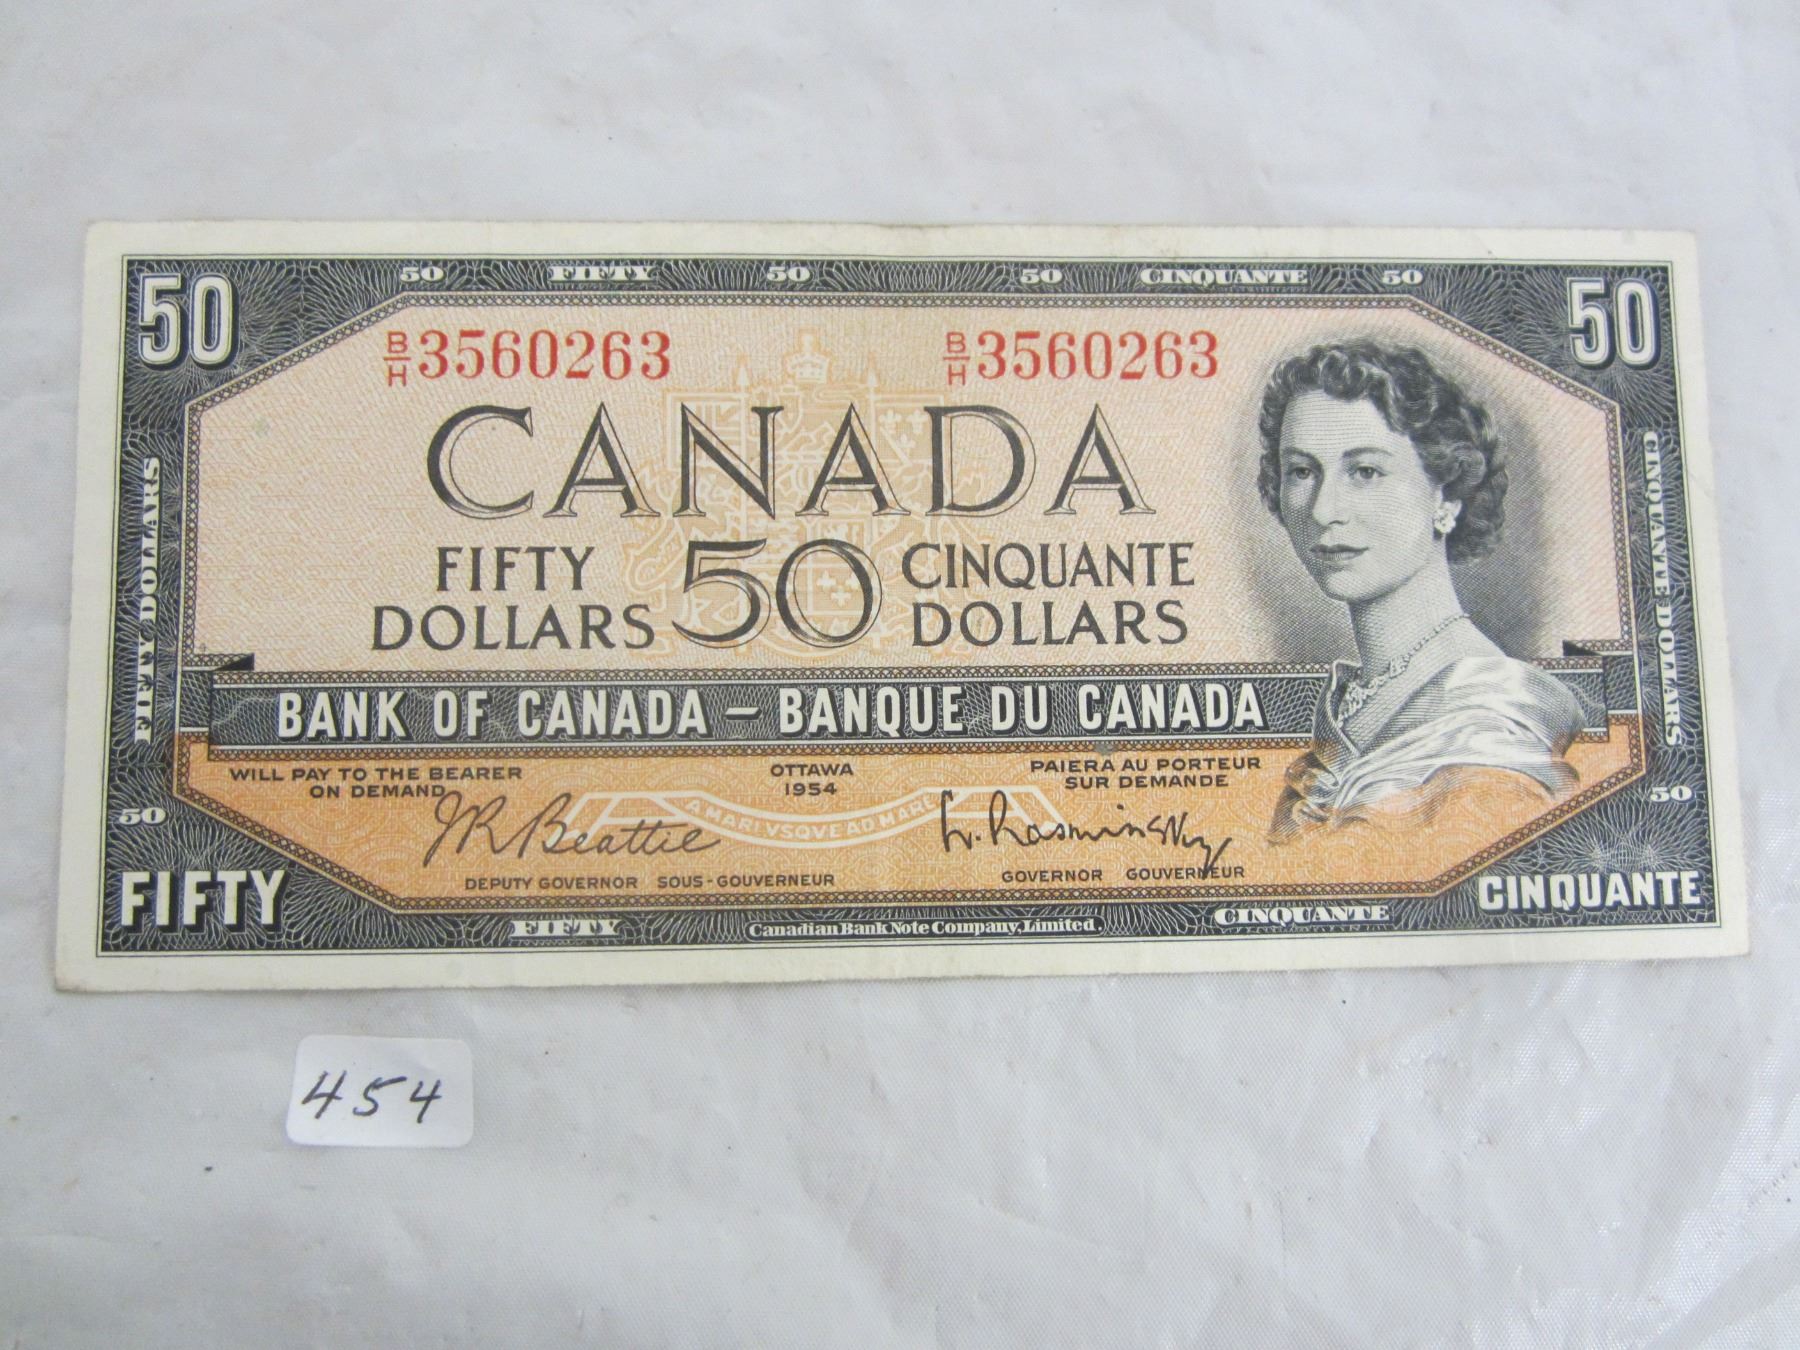 50 50 FIFTY 50 50 CINQUANTE 50 50
B/H 3560263 B/H 3560263
CANADA
FIFTY DOLLARS 50 CINQUANTE DOLLARS
FIFTY DOLLARS
CINQUANTE DOLLARS
BANK OF CANADA – BANQUE DU CANADA
WILL PAY TO THE BEARER
ON DEMAND
OTTAWA
1954
PAIERA AU PORTEUR
SUR DEMANDE
50 50
A MARI VSQVE AD MARE
JR Beattie L. Rasminsky
DEPUTY GOVERNOR SOUS-GOUVERNEUR
GOVERNOR GOUVERNEUR
FIFTY CINQUANTE
FIFTY Canadian Bank Note Company, Limited. CINQUANTE
454